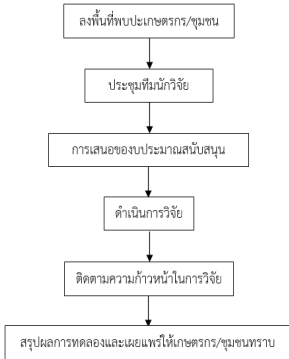 ลงพื้นที่พบปะเกษตรกร/ชุมชน
ประชุมทีมนักวิจัย
การเสนอของบประมาณสนับสนุน
ดำเนินการวิจัย
ติดตามความก้าวหน้าในการวิจัย
สรุปผลการทดลองและเผยแพร่ให้เกษตรกร/ชุมชนทราบ